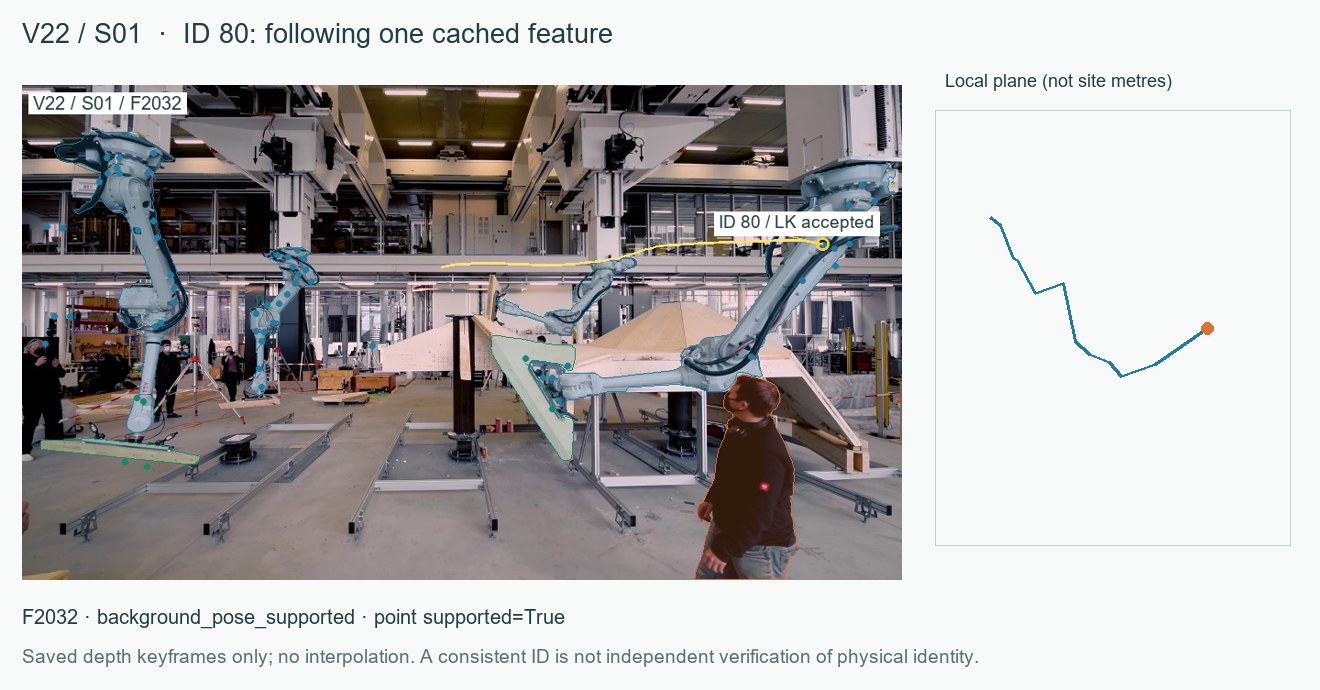 V22 / S01 · ID 80: following one cached feature
Local plane (not site metres)
V22 / S01 / F2032
ID 80 / LK accepted
F2032 · background_pose_supported · point supported=True
Saved depth keyframes only; no interpolation. A consistent ID is not independent verification of physical identity.